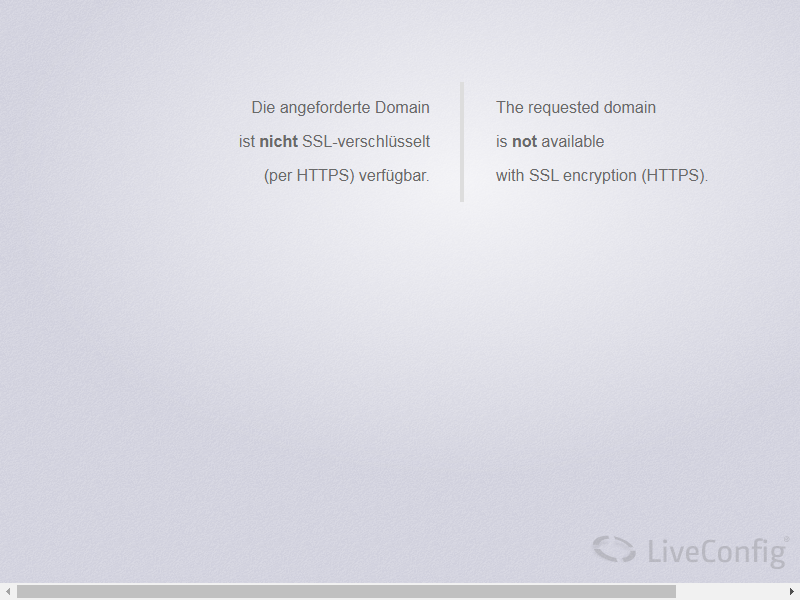 Die angeforderte Domain
ist nicht SSL-verschlüsselt
(per HTTPS) verfügbar.
The requested domain
is not available
with SSL encryption (HTTPS).
LiveConfig®